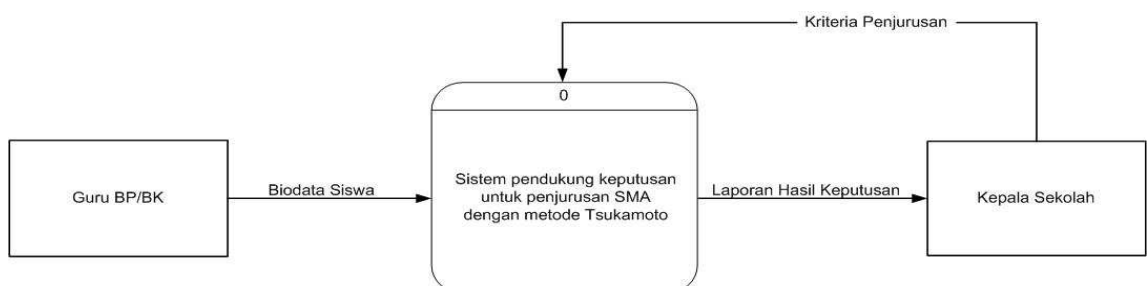 Kriteria Penjurusan
0
Guru BP/BK
Biodata Siswa
Sistem pendukung keputusan
untuk penjurusan SMA
dengan metode Tsukamoto
Laporan Hasil Keputusan
Kepala Sekolah